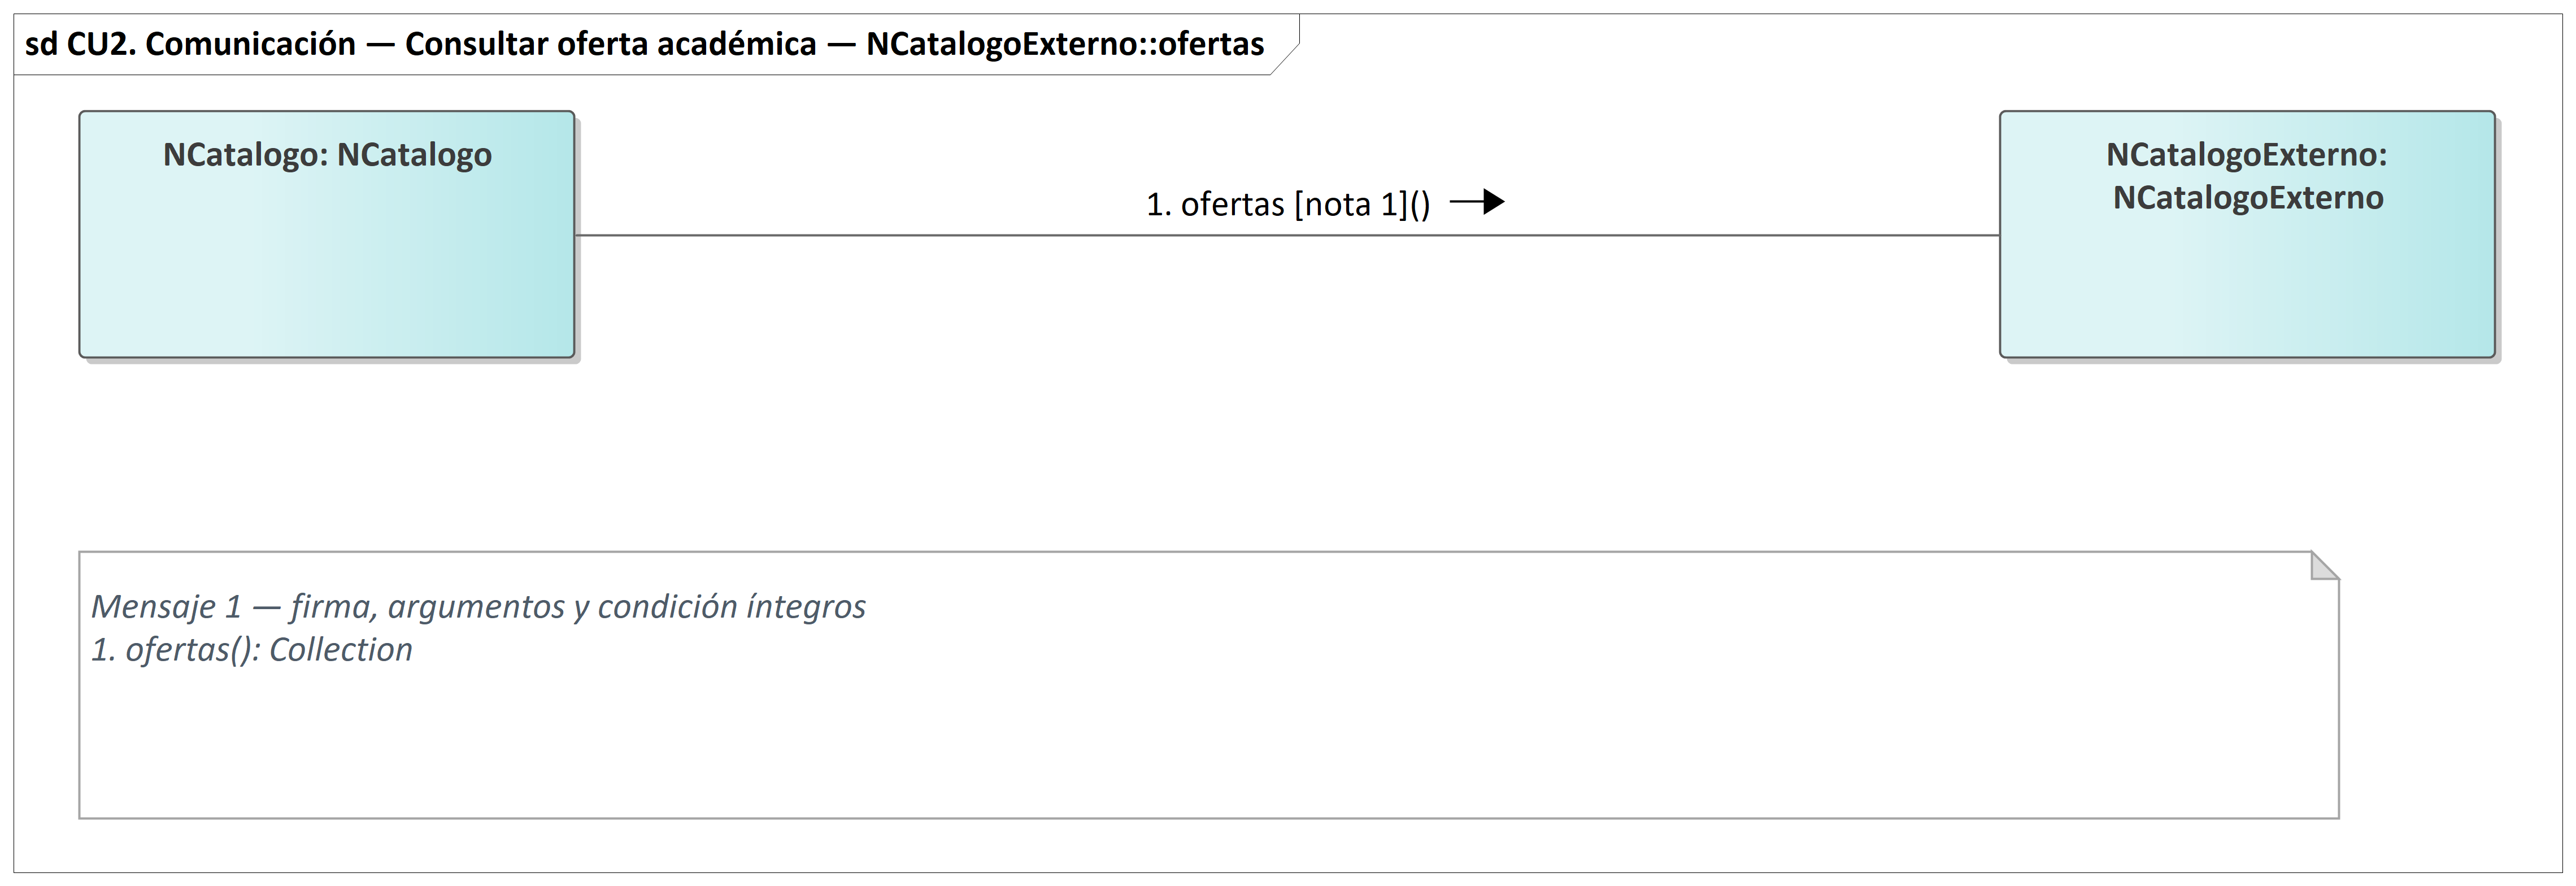 sd CU2. Comunicación — Consultar oferta académica — NCatalogoExterno::ofertas
NCatalogo: NCatalogo
1. ofertas [nota 1]()
NCatalogoExterno:
NCatalogoExterno
Mensaje 1 — firma, argumentos y condición íntegros
1. ofertas(): Collection